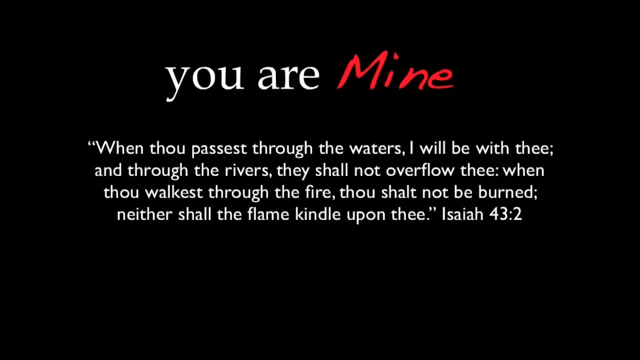 you are Mine
“When thou passest through the waters, I will be with thee;
and through the rivers, they shall not overflow thee: when
thou walkest through the fire, thou shalt not be burned;
neither shall the flame kindle upon thee.” Isaiah 43:2